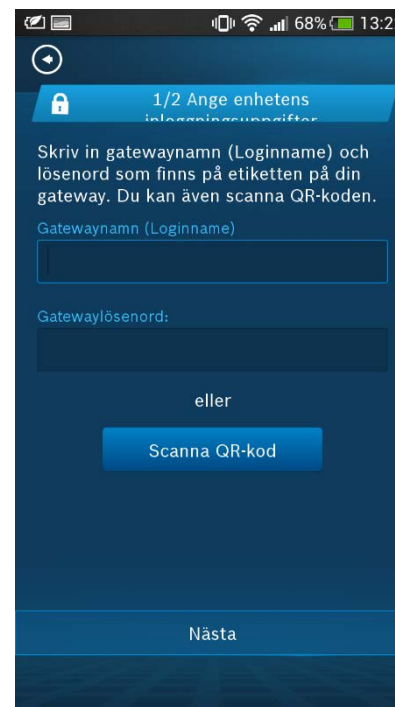 68% 13:2
1/2 Ange enhetens
inloggningsuppgifter
Skriv in gatewaynamn (Loginname) och
lösenord som finns på etiketten på din
gateway. Du kan även scanna QR-koden.
Gatewaynamn (Loginname)
Gatewaylösenord:
eller
Scanna QR-kod
Nästa